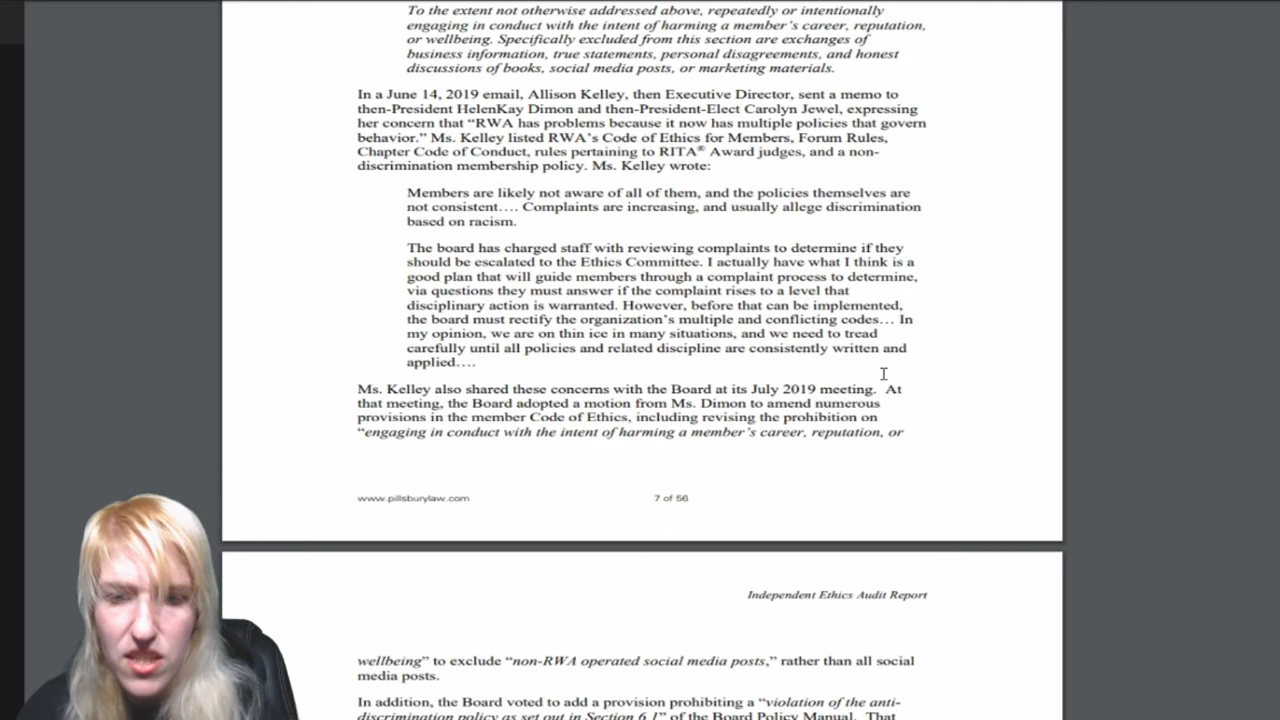 To the extent not otherwise addressed above, repeatedly or intentionally
engaging in conduct with the intent of harming a member's career, reputation,
or wellbeing. Specifically excluded from this section are exchanges of
business information, true statements, personal disagreements, and honest
discussions of books, social media posts, or marketing materials.
In a June 14, 2019 email, Allison Kelley, then Executive Director, sent a memo to
then-President HelenKay Dimon and then-President-Elect Carolyn Jewel, expressing
her concern that “RWA has problems because it now has multiple policies that govern
behavior.” Ms. Kelley listed RWA's Code of Ethics for Members, Forum Rules,
Chapter Code of Conduct, rules pertaining to RITA® Award judges, and a non-
discrimination membership policy. Ms. Kelley wrote:
Members are likely not aware of all of them, and the policies themselves are
not consistent…. Complaints are increasing, and usually allege discrimination
based on racism.
The board has charged staff with reviewing complaints to determine if they
should be escalated to the Ethics Committee. I actually have what I think is a
good plan that will guide members through a complaint process to determine,
via questions they must answer if the complaint rises to a level that
disciplinary action is warranted. However, before that can be implemented,
the board must rectify the organization's multiple and conflicting codes… In
my opinion, we are on thin ice in many situations, and we need to tread
carefully until all policies and related discipline are consistently written and
applied….
Ms. Kelley also shared these concerns with the Board at its July 2019 meeting. At
that meeting, the Board adopted a motion from Ms. Dimon to amend numerous
provisions in the member Code of Ethics, including revising the prohibition on
“engaging in conduct with the intent of harming a member's career, reputation, or
www.pillsburylaw.com 7 of 56
Independent Ethics Audit Report
wellbeing” to exclude “non-RWA operated social media posts,” rather than all social
media posts.
In addition, the Board voted to add a provision prohibiting a “violation of the anti-
discrimination policy as set out in Section 6.1” of the Board Policy Manual. That